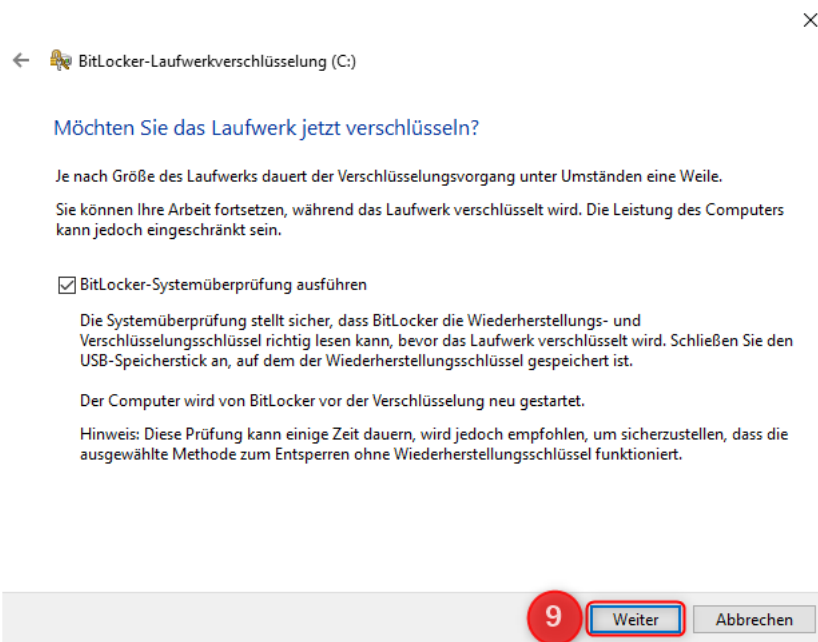 BitLocker-Laufwerkverschlüsselung (C:)
Möchten Sie das Laufwerk jetzt verschlüsseln?
Je nach Größe des Laufwerks dauert der Verschlüsselungsvorgang unter Umständen eine Weile.
Sie können Ihre Arbeit fortsetzen, während das Laufwerk verschlüsselt wird. Die Leistung des Computers
kann jedoch eingeschränkt sein.
BitLocker-Systemüberprüfung ausführen
Die Systemüberprüfung stellt sicher, dass BitLocker die Wiederherstellungs- und
Verschlüsselungsschlüssel richtig lesen kann, bevor das Laufwerk verschlüsselt wird. Schließen Sie den
USB-Speicherstick an, auf dem der Wiederherstellungsschlüssel gespeichert ist.
Der Computer wird von BitLocker vor der Verschlüsselung neu gestartet.
Hinweis: Diese Prüfung kann einige Zeit dauern, wird jedoch empfohlen, um sicherzustellen, dass die
ausgewählte Methode zum Entsperren ohne Wiederherstellungsschlüssel funktioniert.
9 Weiter Abbrechen